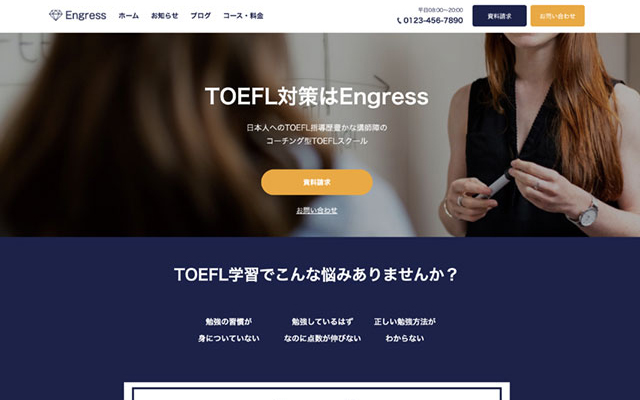 Engress
ホーム
お知らせ
ブログ
コース・料金
平日08:00〜20:00
0123-456-7890
資料請求
お問い合わせ
TOEFL対策はEngress
日本人へのTOEFL指導歴豊かな講師陣の
コーチング型TOEFLスクール
資料請求
お問い合わせ
TOEFL学習でこんな悩みありませんか？
勉強の習慣が
身についていない
勉強しているはず
なのに点数が伸びない
正しい勉強方法が
わからない